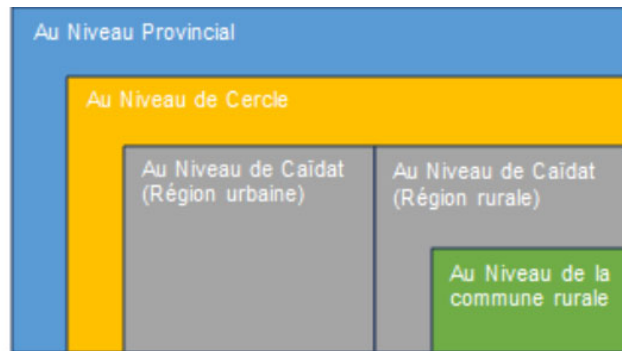 Au Niveau Provincial
Au Niveau de Cercle
Au Niveau de Caïdat
(Région urbaine)
Au Niveau de Caïdat
(Région rurale)
Au Niveau de la
commune rurale